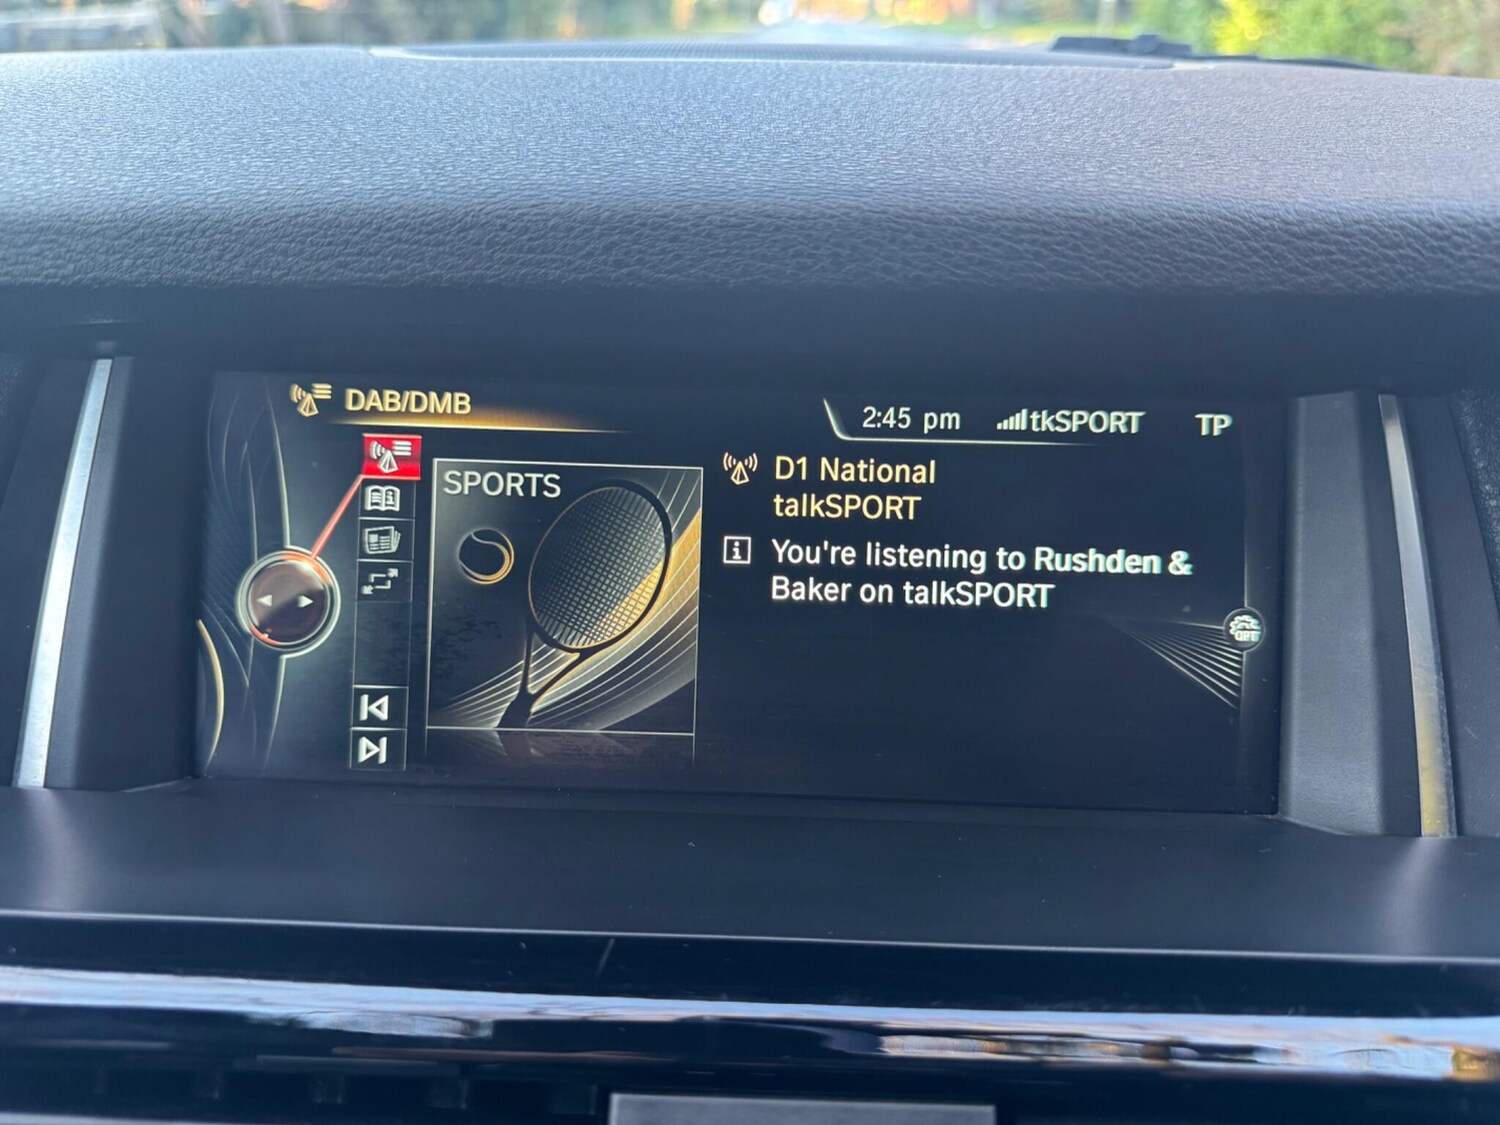 DAB/DMB
2:45 pm
tkSPORT
TP
SPORTS
D1 National
talkSPORT
You're listening to Rushden &
Baker on talkSPORT
OPT